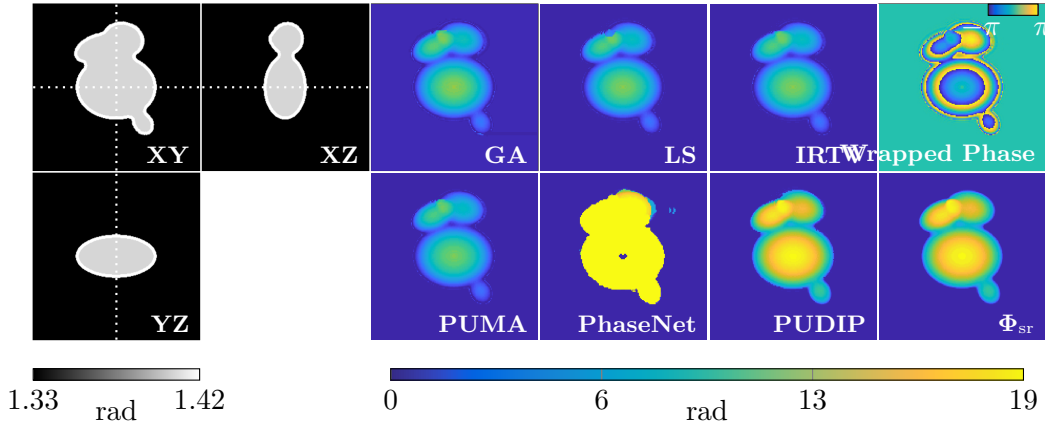 −π π
XY
XZ
GA
LS
IRTV
Wrapped Phase
YZ
PUMA
PhaseNet
PUDIP
Φsr
1.33 1.42
rad
0 6 13 19
rad